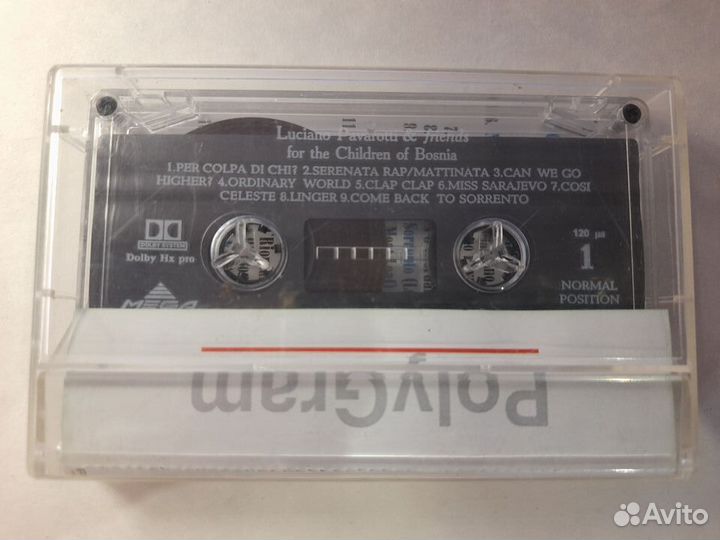 Luciano Pavarotti & friends
for the Children of Bosnia
1.PER COLPA DI CHI? 2.SERENATA RAP/MATTINATA 3.CAN WE GO
HIGHER? 4.ORDINARY WORLD 5.CLAP CLAP 6.MISS SARAJEVO 7.COSI
CELESTE 8.LINGER 9.COME BACK TO SORRENTO
DOLBY SYSTEM
Dolby Hx pro
120 µs
1
NORMAL
POSITION
MEGA
PolyGram
Avito